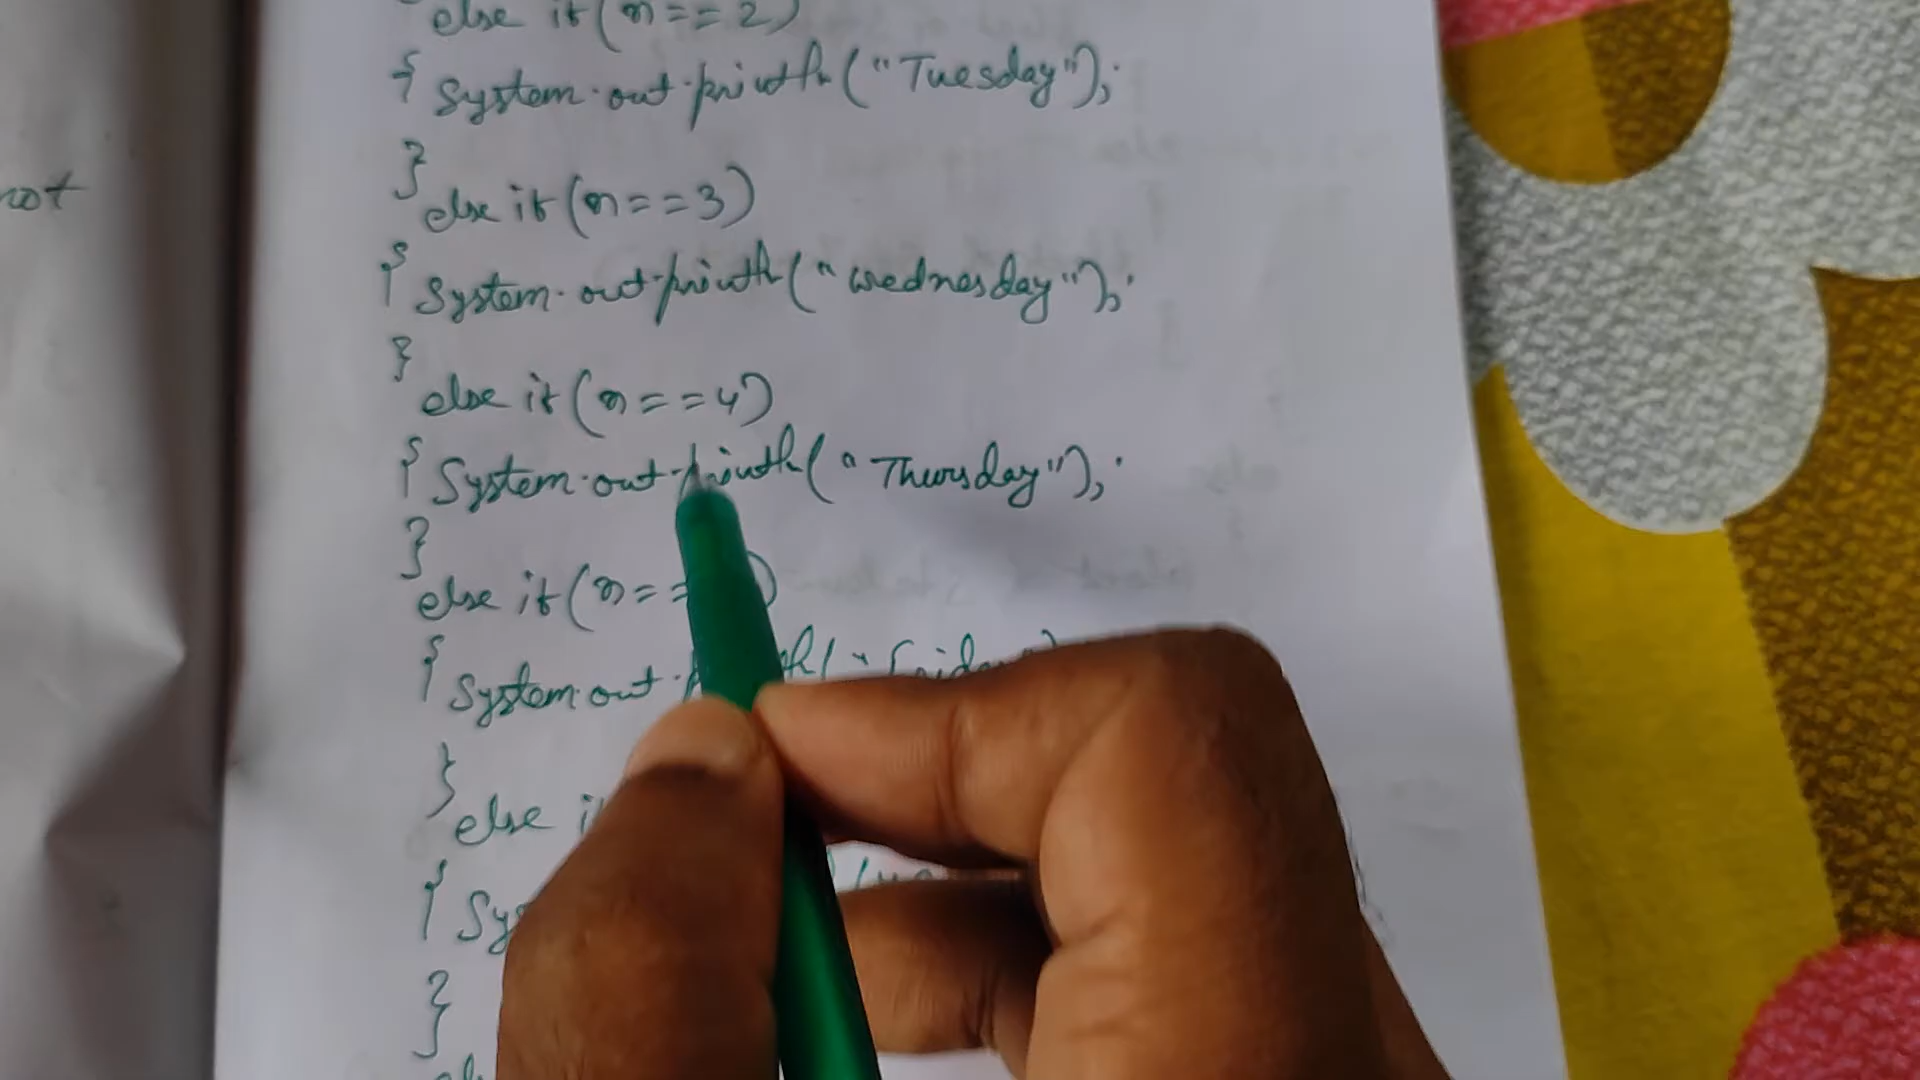 not
else if(n==2)
{ System.out.println("Tuesday");
}
else if(n==3)
{ System.out.println("wednesday");
}
else if(n==4)
{ System.out.println("Thursday");
}
else if(n==
{ System.out.
}
else
{ Sy
}